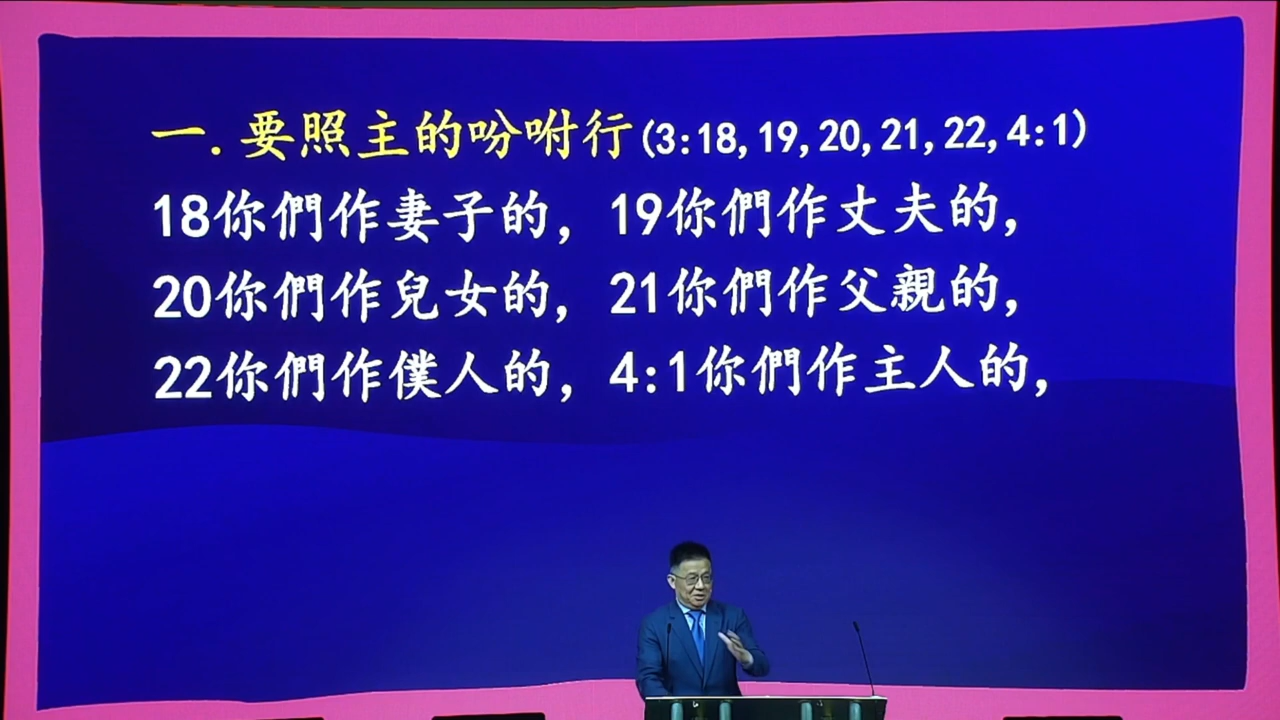 一.要照主的吩咐行(3:18,19,20,21,22,4:1)
18你們作妻子的，19你們作丈夫的,
20你們作兒女的，21你們作父親的,
22你們作僕人的，4:1你們作主人的,